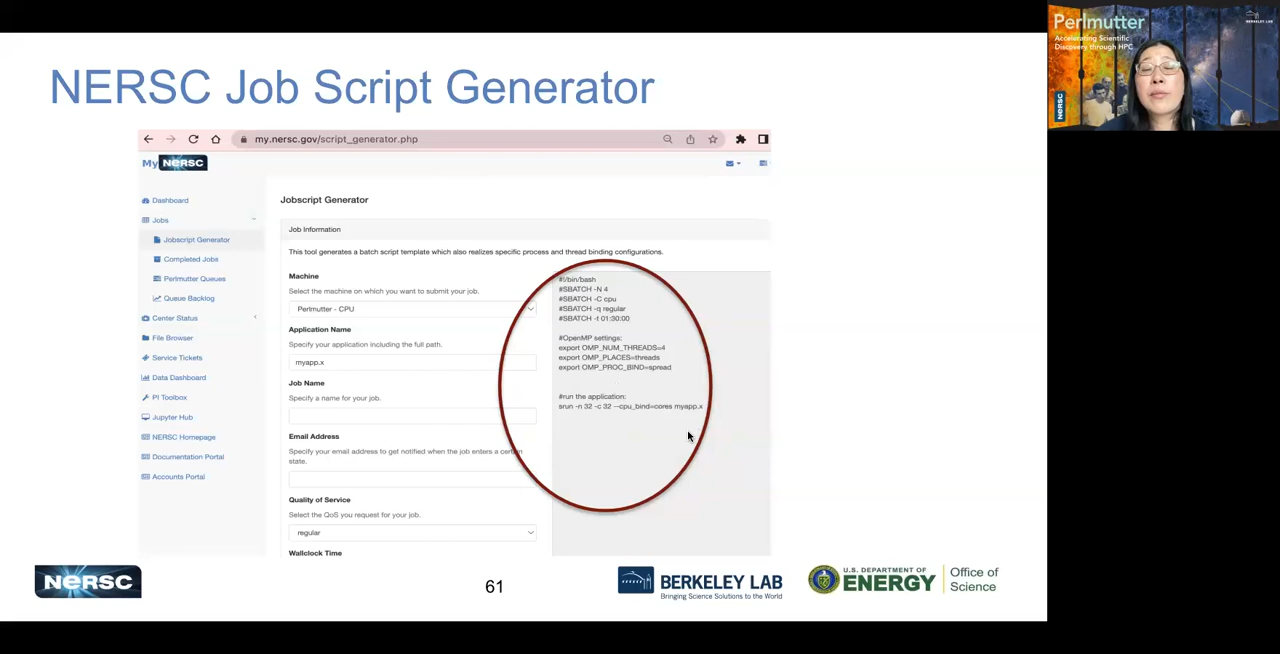 NERSC Job Script Generator
my.nersc.gov/script_generator.php
My NERSC
Dashboard
Jobs
Jobscript Generator
Completed Jobs
Perlmutter Queues
Queue Backlog
Center Status
File Browser
Service Tickets
Data Dashboard
PI Toolbox
Jupyter Hub
NERSC Homepage
Documentation Portal
Accounts Portal
Jobscript Generator
Job Information
This tool generates a batch script template which also realizes specific process and thread binding configurations.
Machine
Select the machine on which you want to submit your job.
Perlmutter - CPU
Application Name
Specify your application including the full path.
myapp.x
Job Name
Specify a name for your job.
Email Address
Specify your email address to get notified when the job enters a certain
state.
Quality of Service
Select the QoS you request for your job.
regular
Wallclock Time
#!/bin/bash
#SBATCH -N 4
#SBATCH -C cpu
#SBATCH -q regular
#SBATCH -t 01:30:00
#OpenMP settings:
export OMP_NUM_THREADS=4
export OMP_PLACES=threads
export OMP_PROC_BIND=spread
#run the application:
srun -n 32 -c 32 --cpu_bind=cores myapp.x
NERSC
61
BERKELEY LAB
Bringing Science Solutions to the World
U.S. DEPARTMENT OF
ENERGY
Office of
Science
Perlmutter
Accelerating Scientific
Discovery through HPC
BERKELEY LAB
NERSC